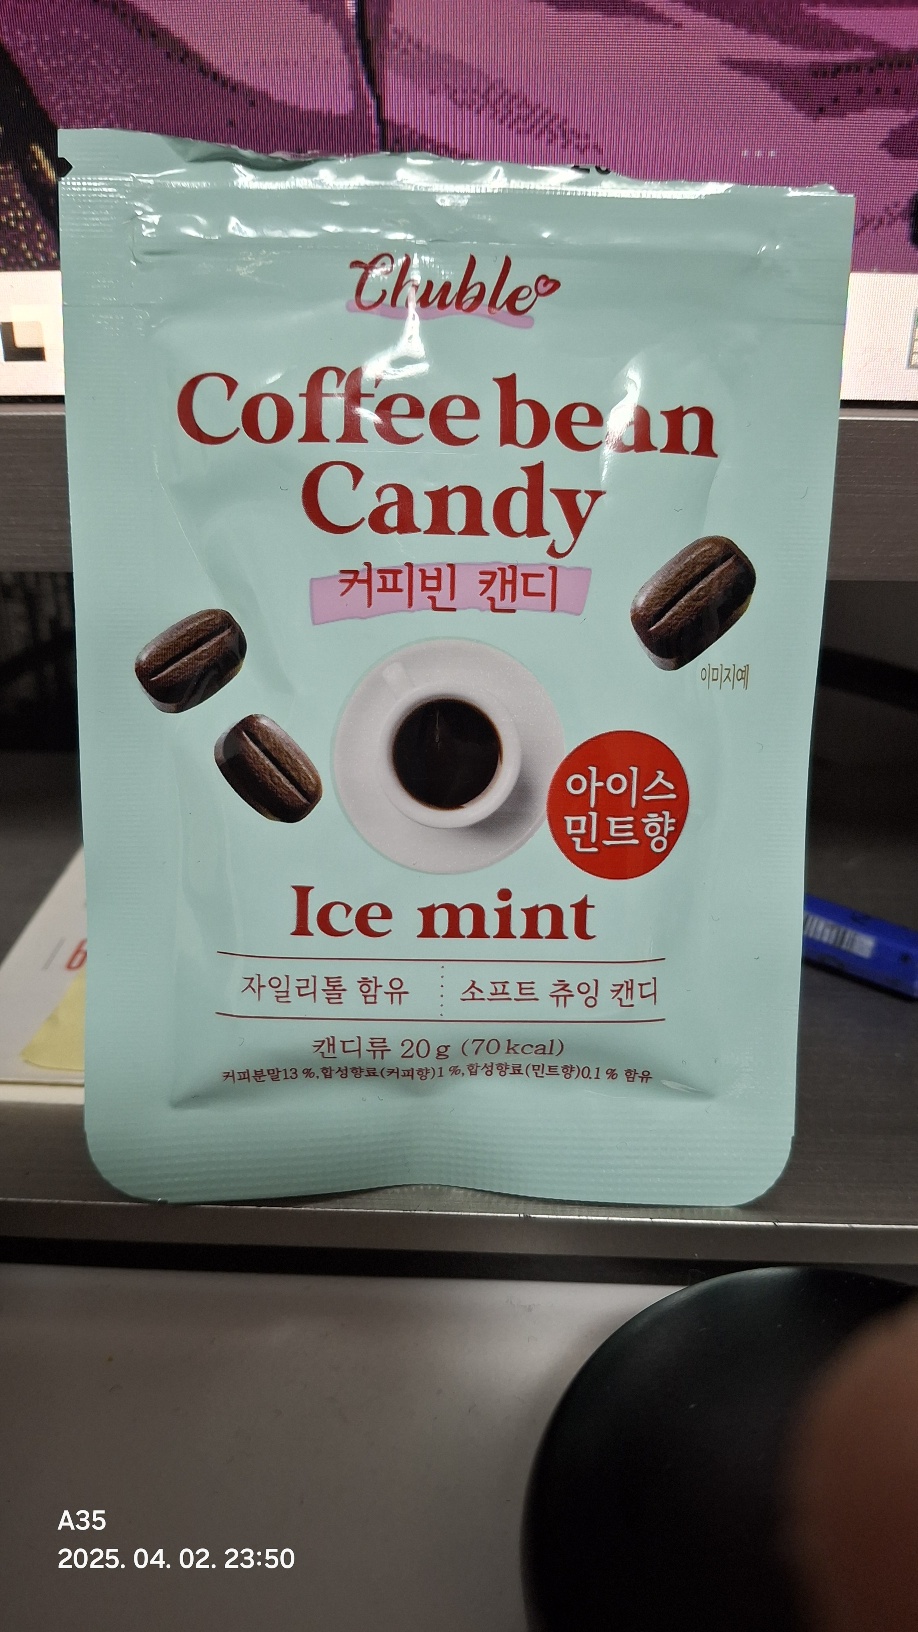 Chuble
Coffee bean
Candy
커피빈 캔디
이미지예
아이스
민트향
Ice mint
자일리톨 함유
소프트 츄잉 캔디
캔디류 20 g (70 kcal)
커피분말13 %,합성향료(커피향)1 %,합성향료(민트향)0.1 % 함유
A35
2025. 04. 02. 23:50